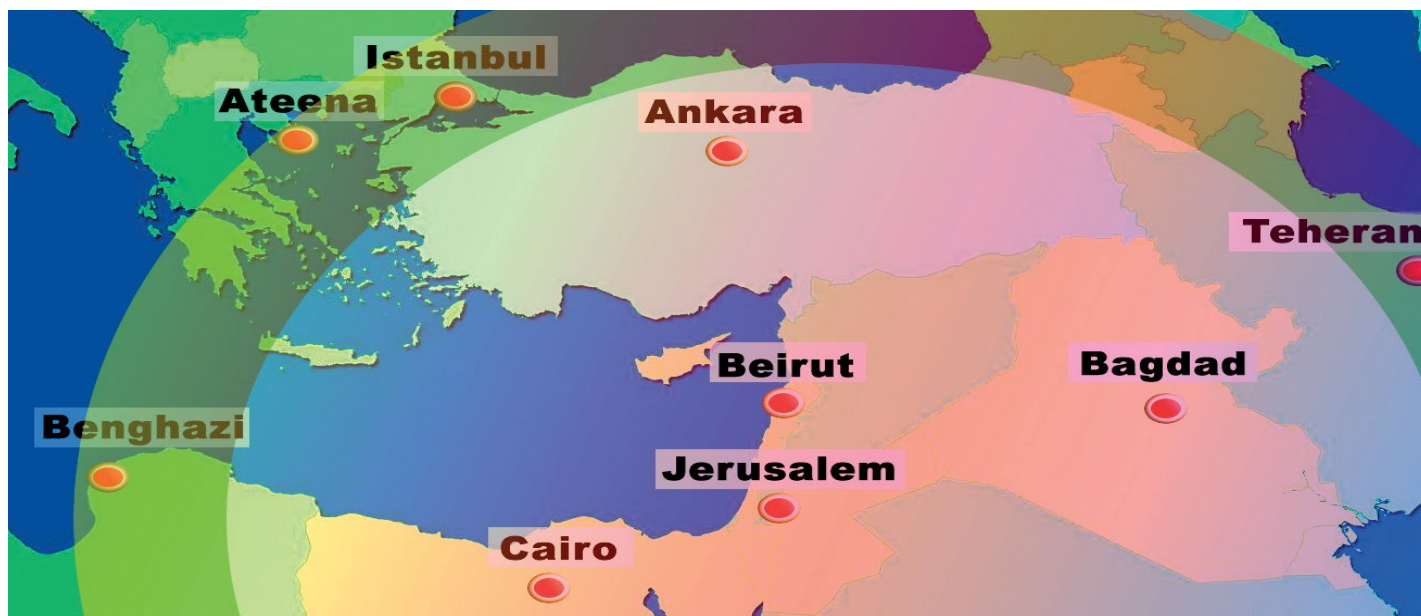 Istanbul
Ateena
Ankara
Teheran
Beirut
Bagdad
Benghazi
Jerusalem
Cairo